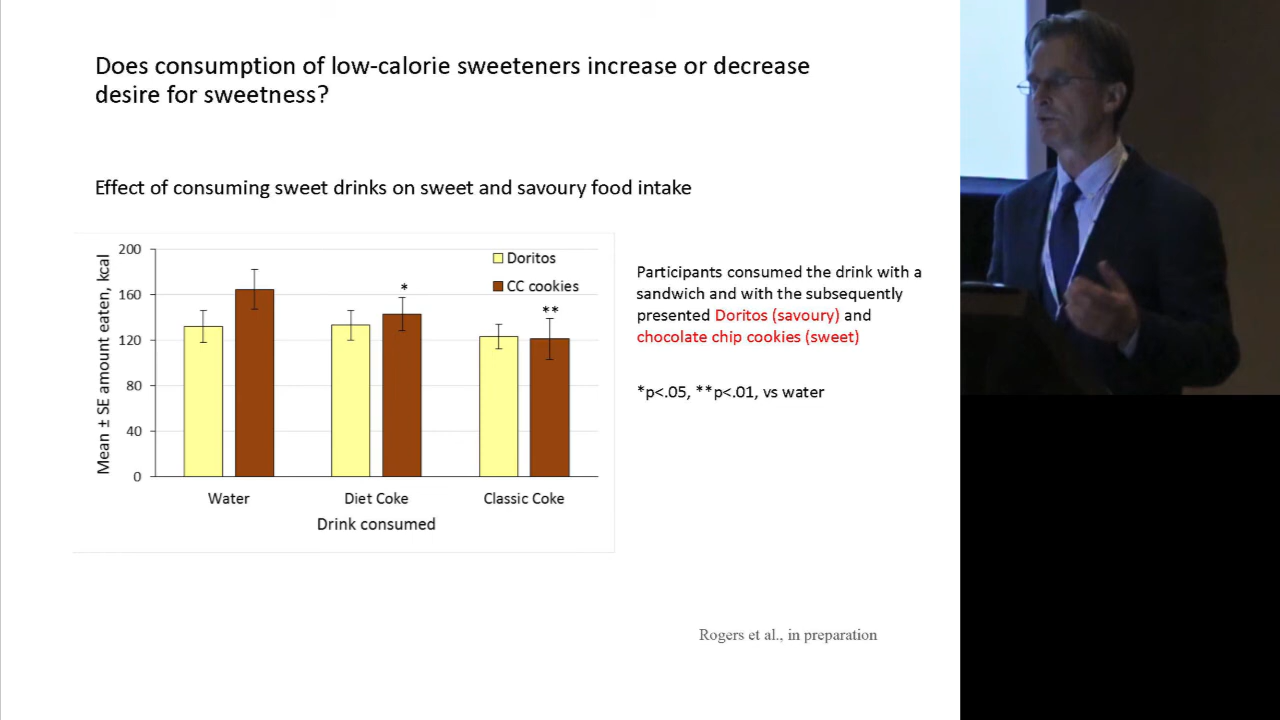 Does consumption of low-calorie sweeteners increase or decrease
desire for sweetness?
Effect of consuming sweet drinks on sweet and savoury food intake
Mean ± SE amount eaten, kcal
200
160
120
80
40
0
Doritos
CC cookies
*
**
Water
Diet Coke
Classic Coke
Drink consumed
Participants consumed the drink with a
sandwich and with the subsequently
presented Doritos (savoury) and
chocolate chip cookies (sweet)
*p<.05, **p<.01, vs water
Rogers et al., in preparation